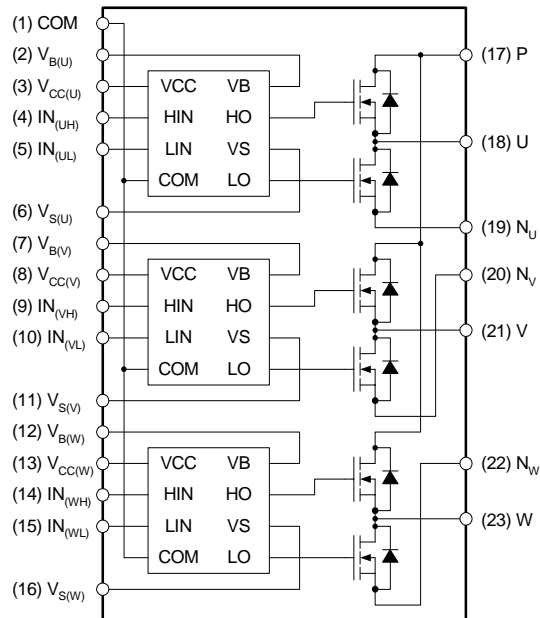 (1) COM
(2) V_B(U)
(3) V_CC(U)
(4) IN_(UH)
(5) IN_(UL)
(6) V_S(U)
(7) V_B(V)
(8) V_CC(V)
(9) IN_(VH)
(10) IN_(VL)
(11) V_S(V)
(12) V_B(W)
(13) V_CC(W)
(14) IN_(WH)
(15) IN_(WL)
(16) V_S(W)
VCC VB
HIN HO
LIN VS
COM LO
VCC VB
HIN HO
LIN VS
COM LO
VCC VB
HIN HO
LIN VS
COM LO
(17) P
(18) U
(19) N_U
(20) N_V
(21) V
(22) N_W
(23) W